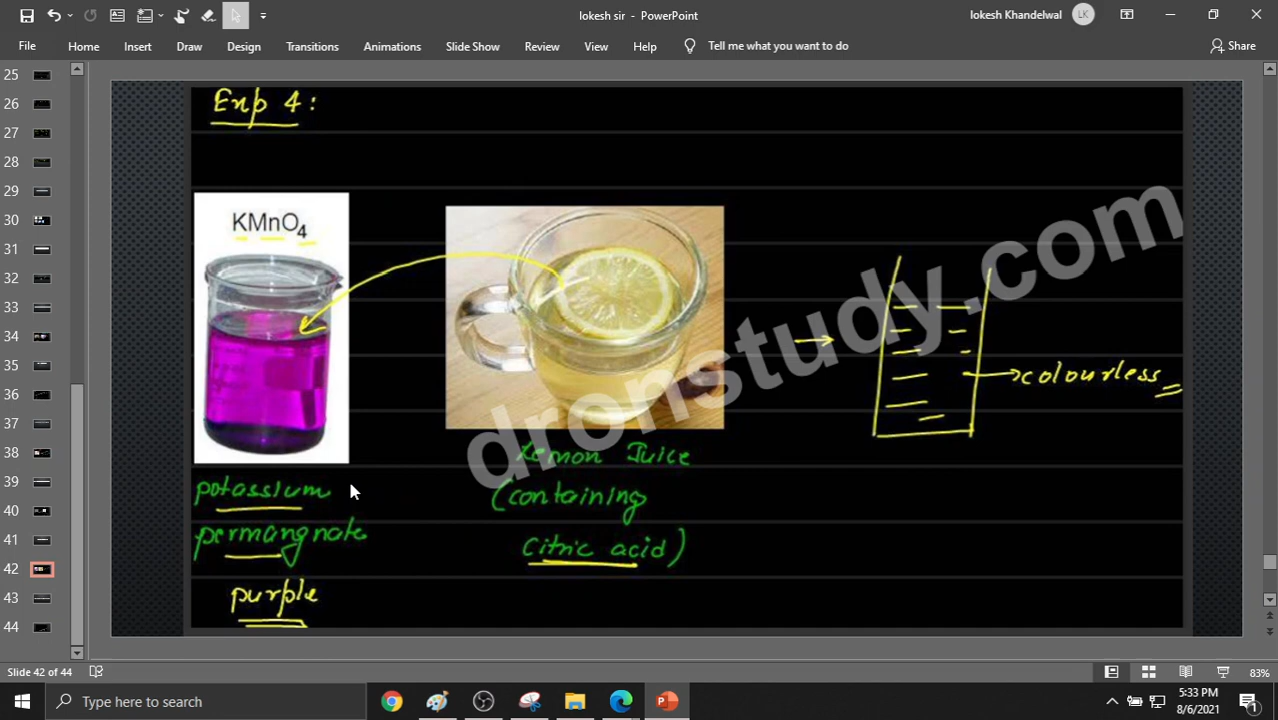 lokesh sir - PowerPoint
lokesh Khandelwal
LK
File Home Insert Draw Design Transitions Animations Slide Show Review View Help Tell me what you want to do Share
25
26
27
28
29
30
31
32
33
34
35
36
37
38
39
40
41
42
43
44
Exp 4:
KMnO4
dronstudy.com
→ colourless
Lemon Juice
(containing
Citric acid)
potassium
permangnate
purple
Slide 42 of 44
83%
Type here to search
5:33 PM
8/6/2021
1